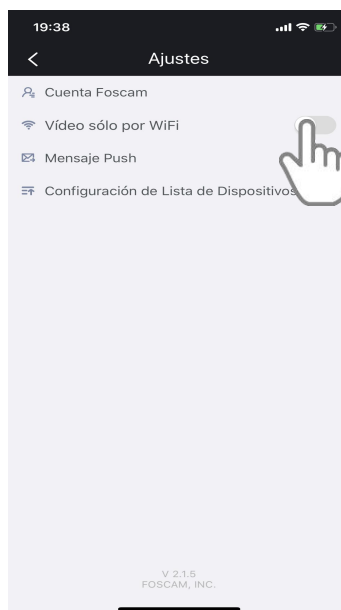 19:38
Ajustes
Cuenta Foscam
Vídeo sólo por WiFi
Mensaje Push
Configuración de Lista de Dispositivos
V 2.1.5
FOSCAM, INC.